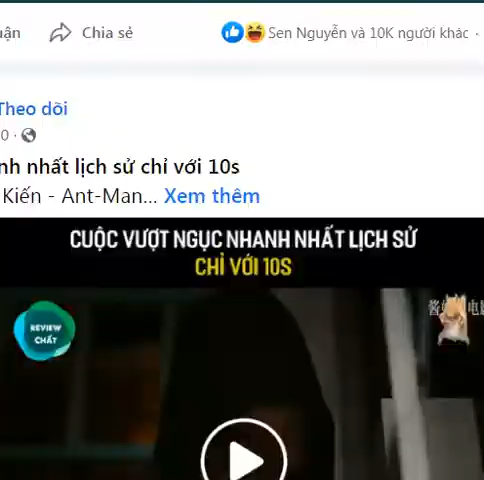 uận Chia sẻ Sen Nguyễn và 10K người khác ·
Theo dõi
0 ·
nh nhất lịch sử chỉ với 10s
Kiến - Ant-Man... Xem thêm
CUỘC VƯỢT NGỤC NHANH NHẤT LỊCH SỬ
CHỈ VỚI 10S
REVIEW
CHẤT